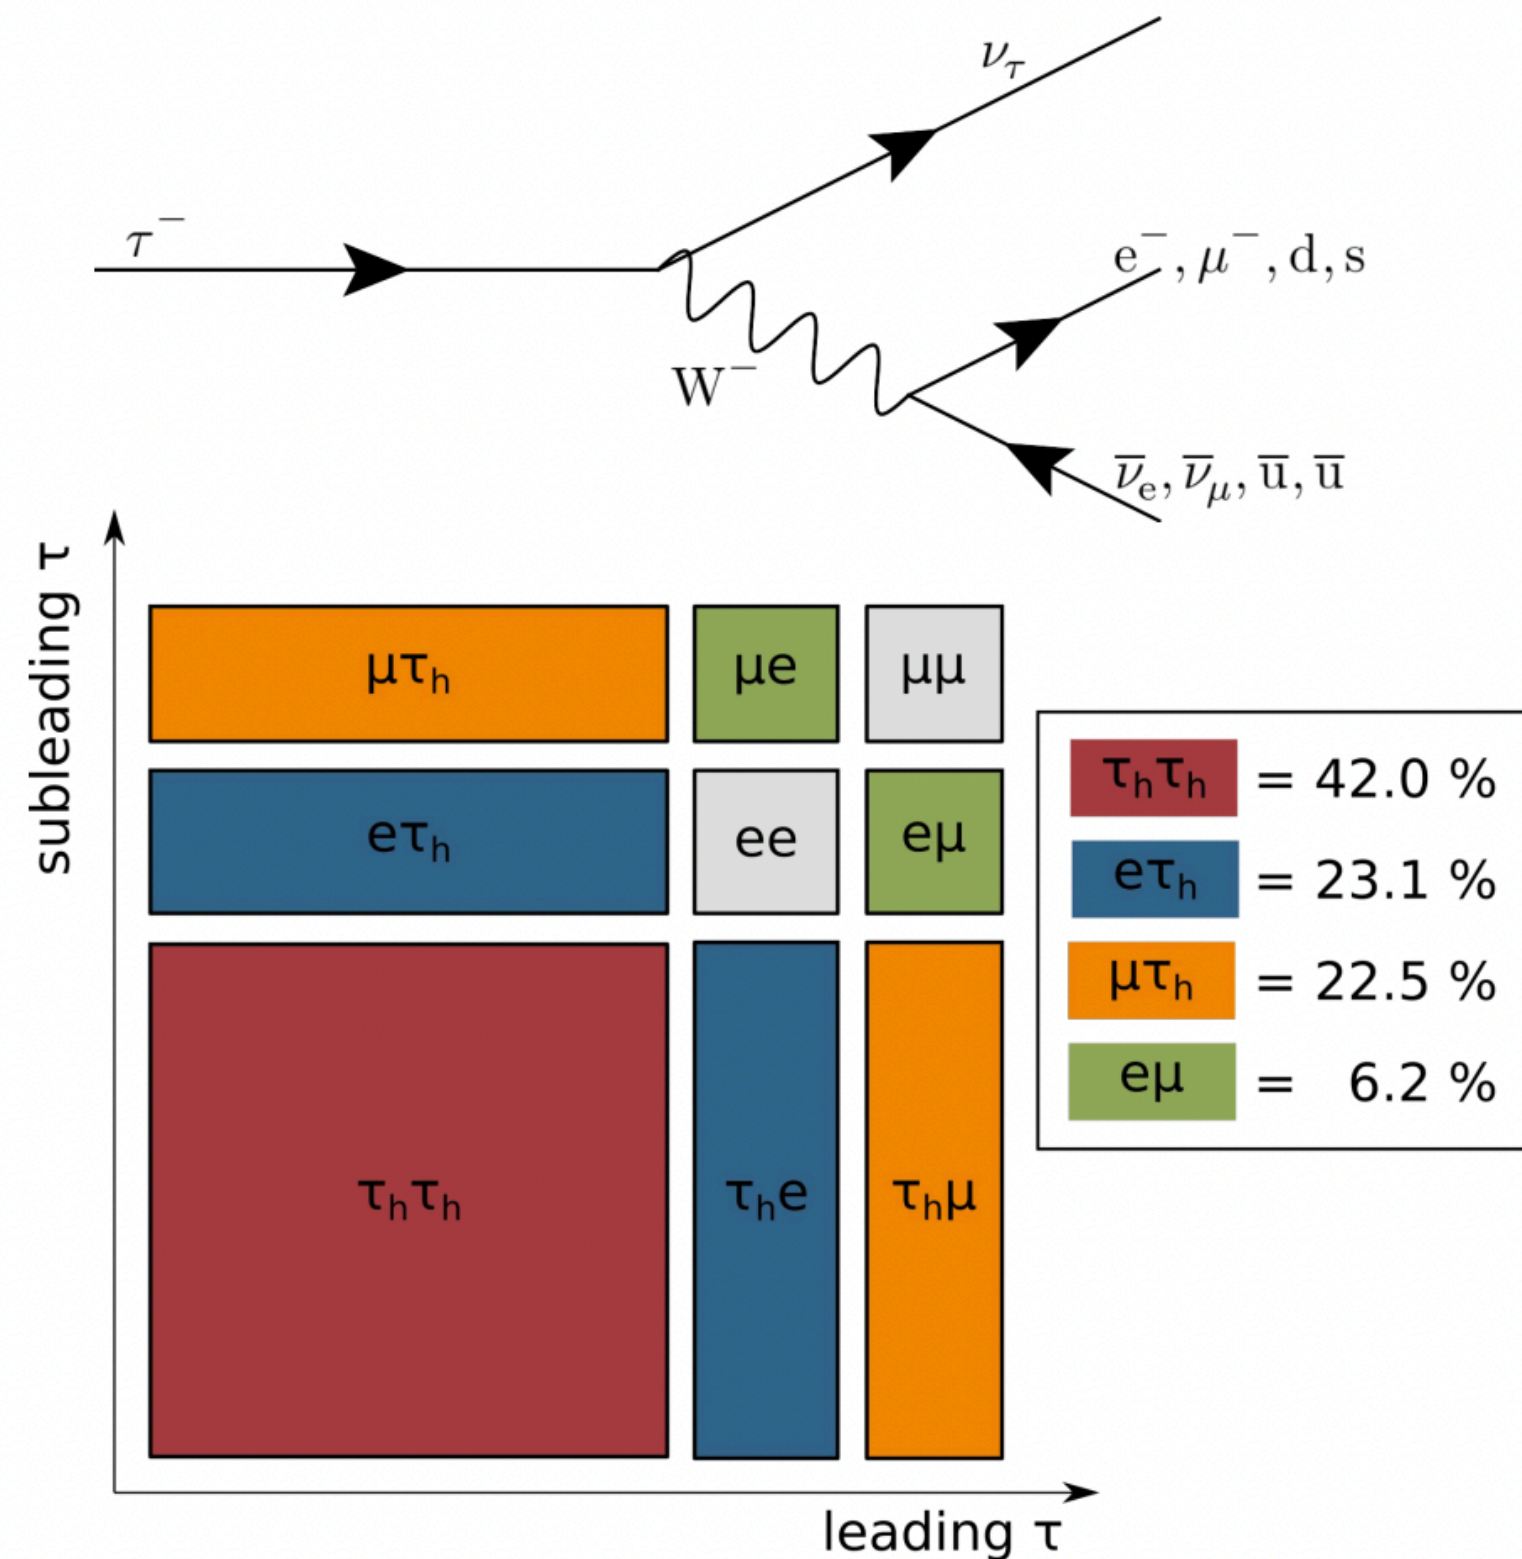 ν_τ
τ⁻
e⁻, μ⁻, d, s
W⁻
ν̅_e, ν̅_μ, u̅, u̅
subleading τ
μτ_h
μe
μμ
eτ_h
ee
eμ
τ_hτ_h
τ_he
τ_hμ
τ_hτ_h = 42.0 %
eτ_h = 23.1 %
μτ_h = 22.5 %
eμ = 6.2 %
leading τ